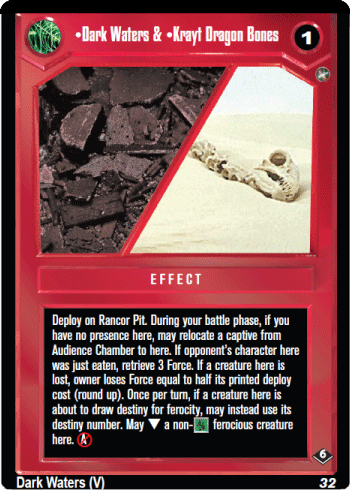 •Dark Waters & •Krayt Dragon Bones
1
EFFECT
Deploy on Rancor Pit. During your battle phase, if you
have no presence here, may relocate a captive from
Audience Chamber to here. If opponent's character here
was just eaten, retrieve 3 Force. If a creature here is
lost, owner loses Force equal to half its printed deploy
cost (round up). Once per turn, if a creature here is
about to draw destiny for ferocity, may instead use its
destiny number. May ▼ a non- ferocious creature
here. A
6
Dark Waters (V)
32